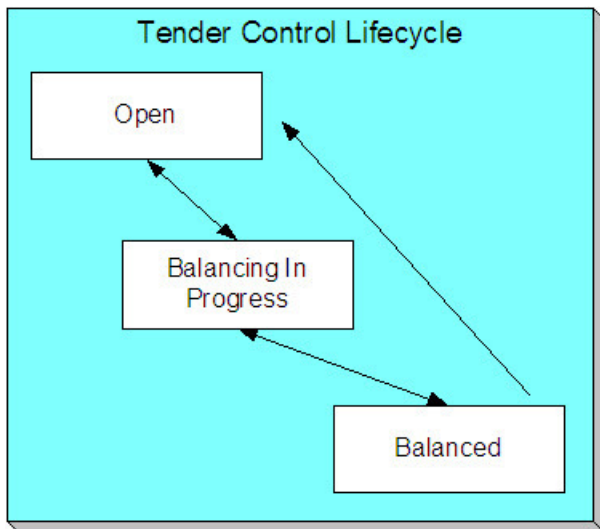 Tender Control Lifecycle
Open
Balancing In
Progress
Balanced